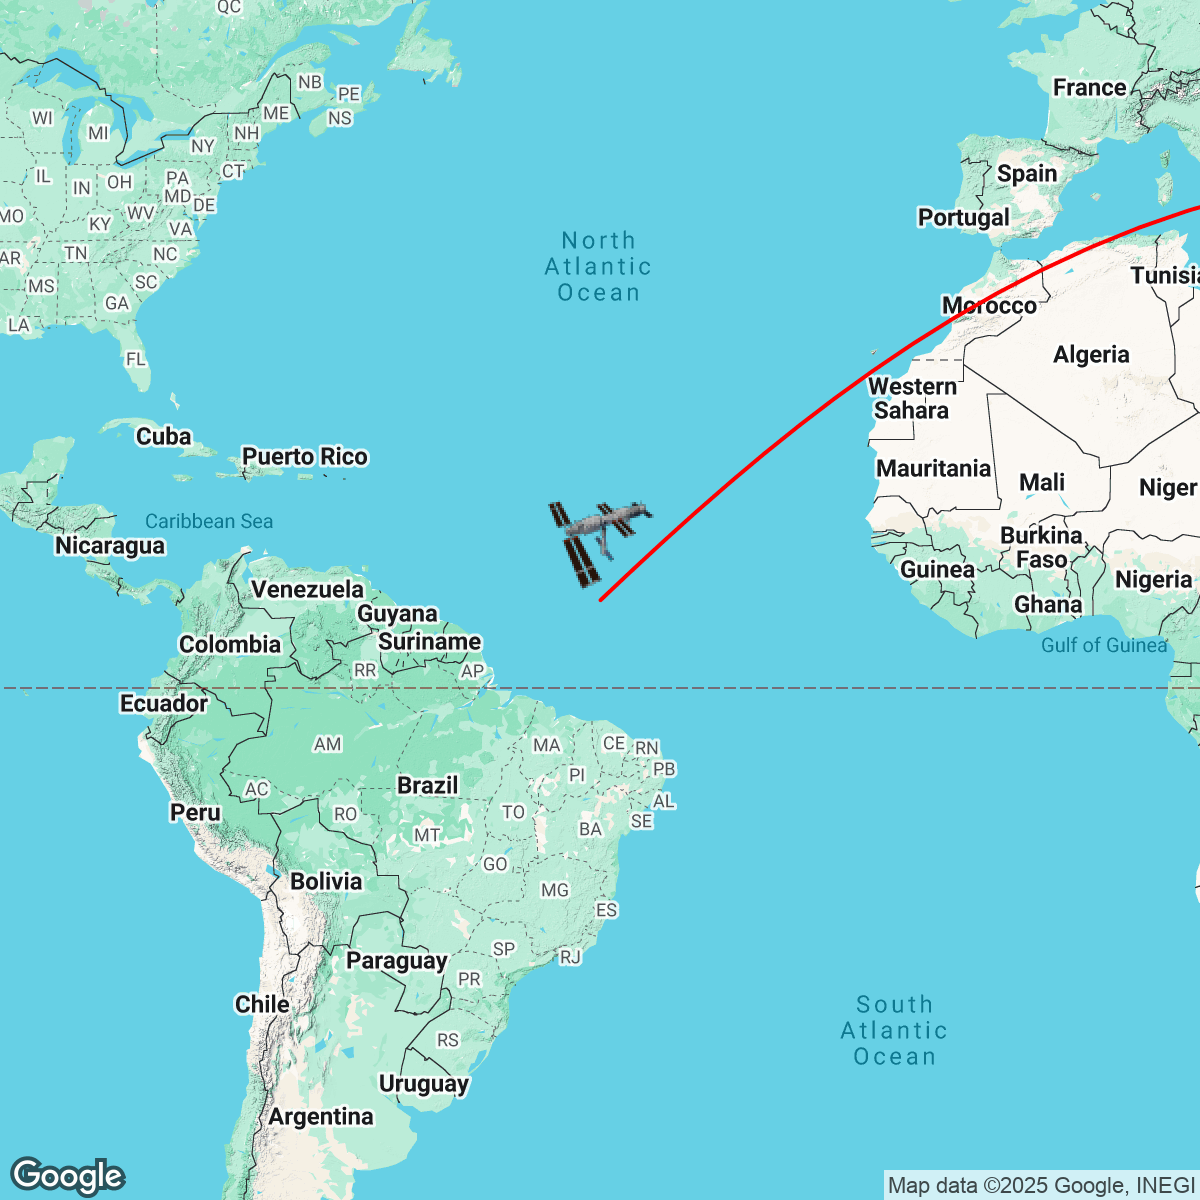 QC
NB
PE
NS
ME
NH
NY
CT
WI
MI
IL
IN
OH
PA
MD
DE
WV
VA
KY
MO
TN
NC
AR
SC
MS
GA
LA
FL
France
Spain
Portugal
North
Atlantic
Ocean
Tunisia
Morocco
Algeria
Western
Sahara
Cuba
Puerto Rico
Mauritania
Mali
Niger
Caribbean Sea
Nicaragua
Burkina
Faso
Guinea
Nigeria
Ghana
Venezuela
Guyana
Suriname
Colombia
Gulf of Guinea
RR
AP
Ecuador
AM
MA
CE
RN
PI
PB
Brazil
AC
AL
Peru
RO
TO
SE
MT
BA
GO
Bolivia
MG
ES
SP
RJ
Paraguay
PR
Chile
South
Atlantic
Ocean
RS
Uruguay
Argentina
Google
Map data ©2025 Google, INEGI